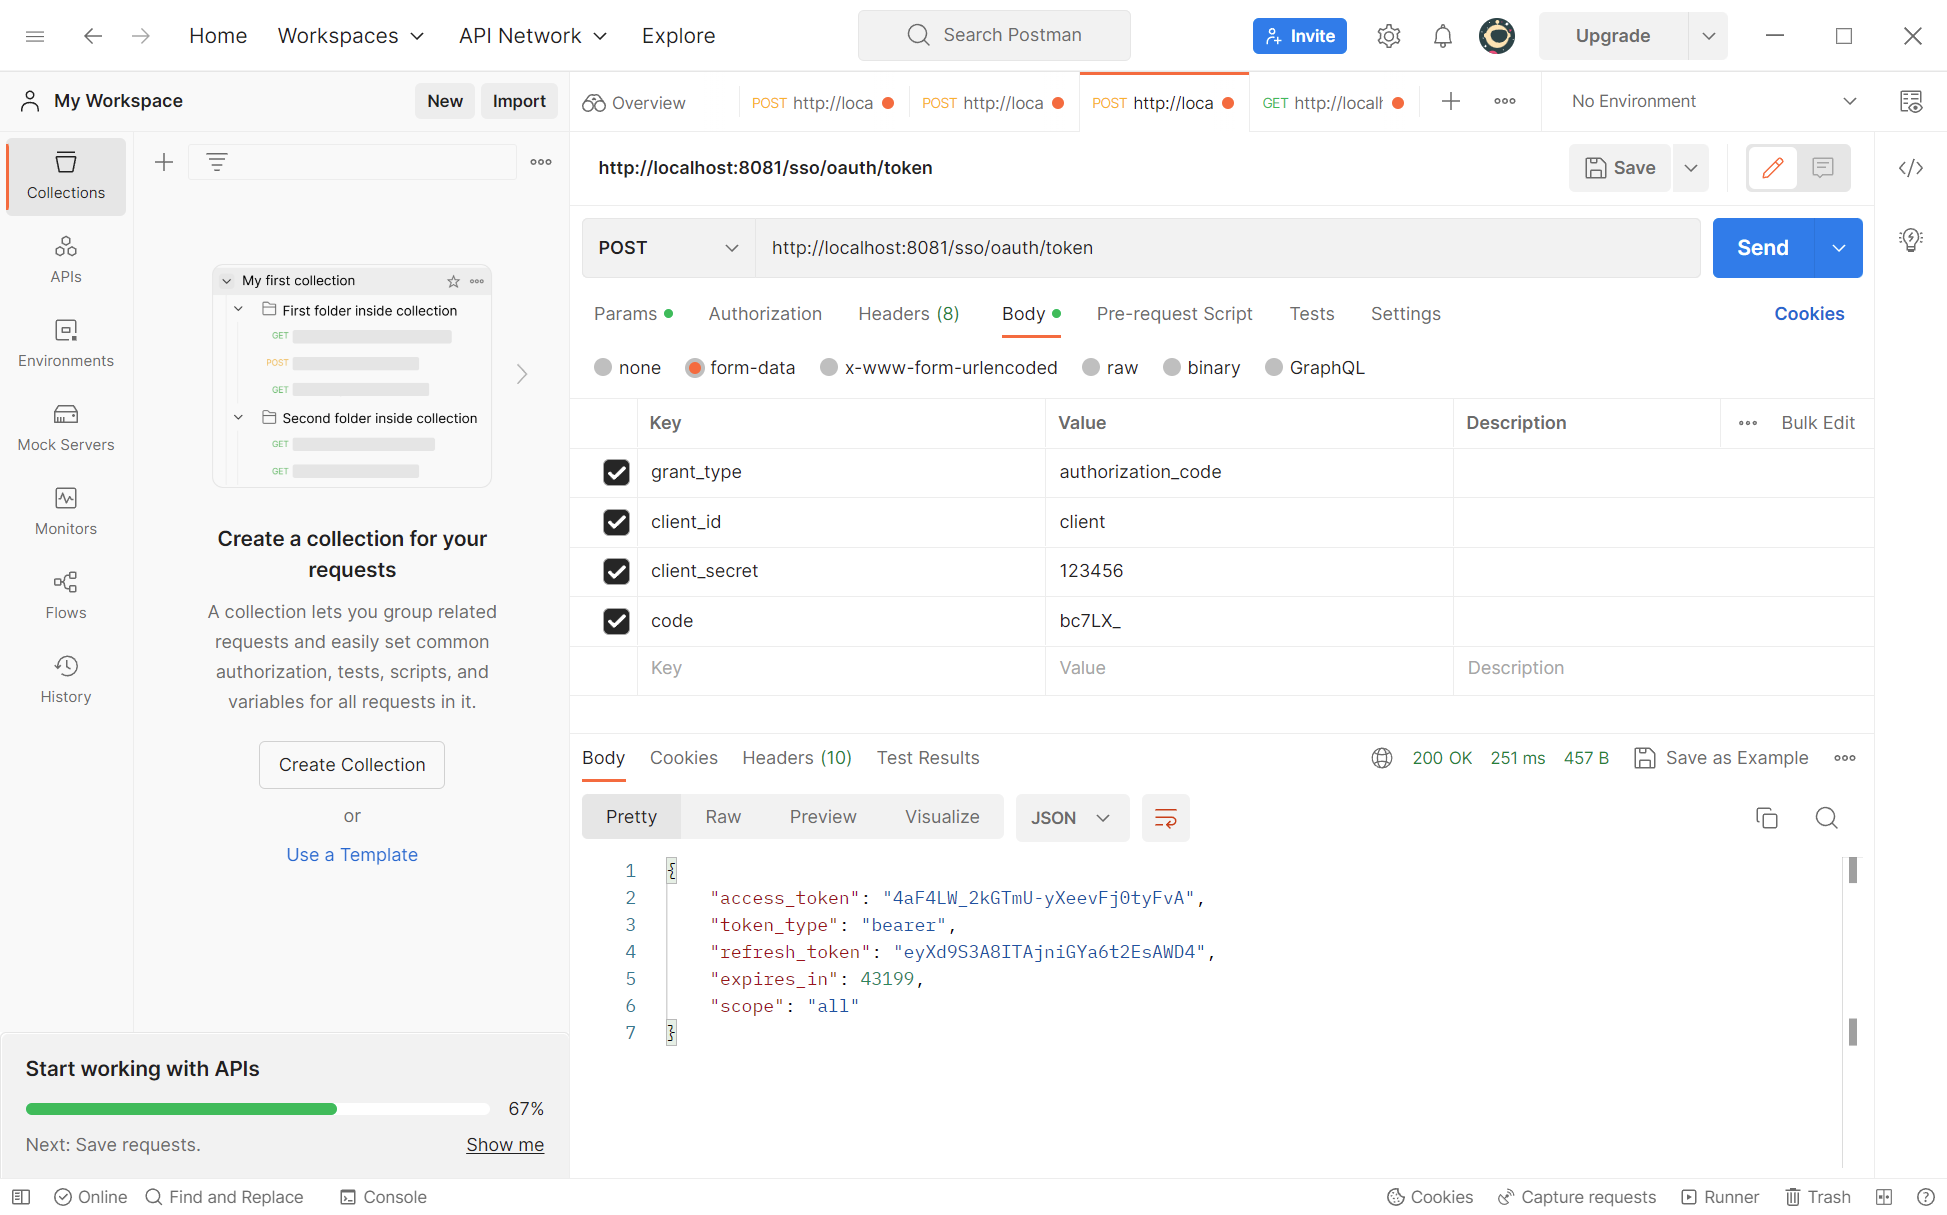 Home Workspaces API Network Explore Search Postman Invite Upgrade
My Workspace New Import
Overview POST http://loca POST http://loca POST http://loca GET http://localh No Environment
Collections
APIs
Environments
Mock Servers
Monitors
Flows
History
My first collection
First folder inside collection
GET
POST
GET
Second folder inside collection
GET
GET
Create a collection for your
requests
A collection lets you group related
requests and easily set common
authorization, tests, scripts, and
variables for all requests in it.
Create Collection
or
Use a Template
Start working with APIs
67%
Next: Save requests. Show me
http://localhost:8081/sso/oauth/token Save
POST http://localhost:8081/sso/oauth/token Send
Params Authorization Headers (8) Body Pre-request Script Tests Settings Cookies
none form-data x-www-form-urlencoded raw binary GraphQL
Key Value Description Bulk Edit
grant_type authorization_code
client_id client
client_secret 123456
code bc7LX_
Key Value Description
Body Cookies Headers (10) Test Results 200 OK 251 ms 457 B Save as Example
Pretty Raw Preview Visualize JSON
1 {
2 "access_token": "4aF4LW_2kGTmU-yXeevFj0tyFvA",
3 "token_type": "bearer",
4 "refresh_token": "eyXd9S3A8ITAjniGYa6t2EsAWD4",
5 "expires_in": 43199,
6 "scope": "all"
7 }
Online Find and Replace Console Cookies Capture requests Runner Trash